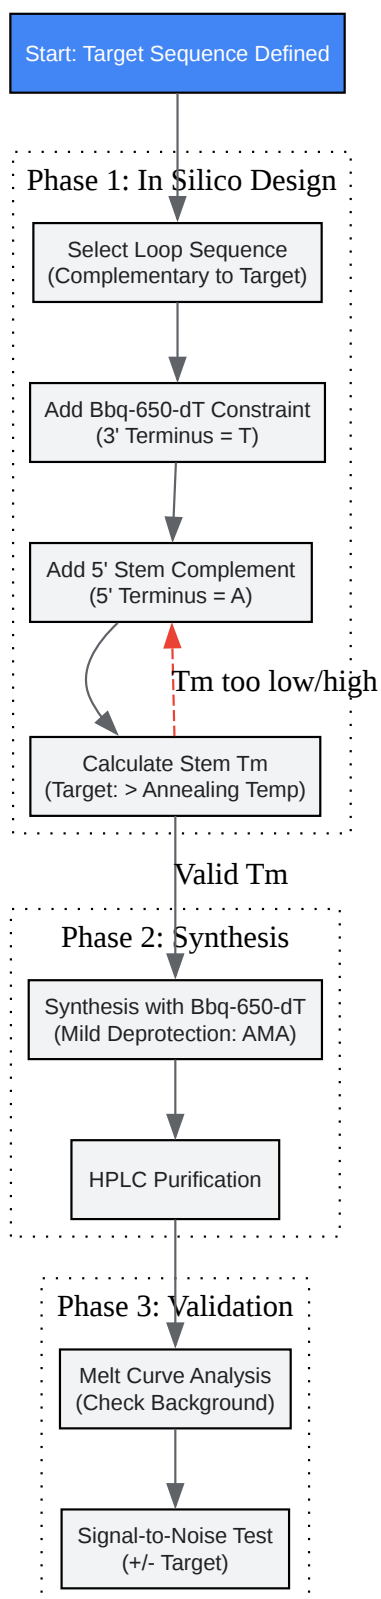 Start: Target Sequence Defined
Phase 1: In Silico Design
Select Loop Sequence
(Complementary to Target)
Add Bbq-650-dT Constraint
(3' Terminus = T)
Add 5' Stem Complement
(5' Terminus = A)
Tm too low/high
Calculate Stem Tm
(Target: > Annealing Temp)
Valid Tm
Phase 2: Synthesis
Synthesis with Bbq-650-dT
(Mild Deprotection: AMA)
HPLC Purification
Phase 3: Validation
Melt Curve Analysis
(Check Background)
Signal-to-Noise Test
(+/- Target)